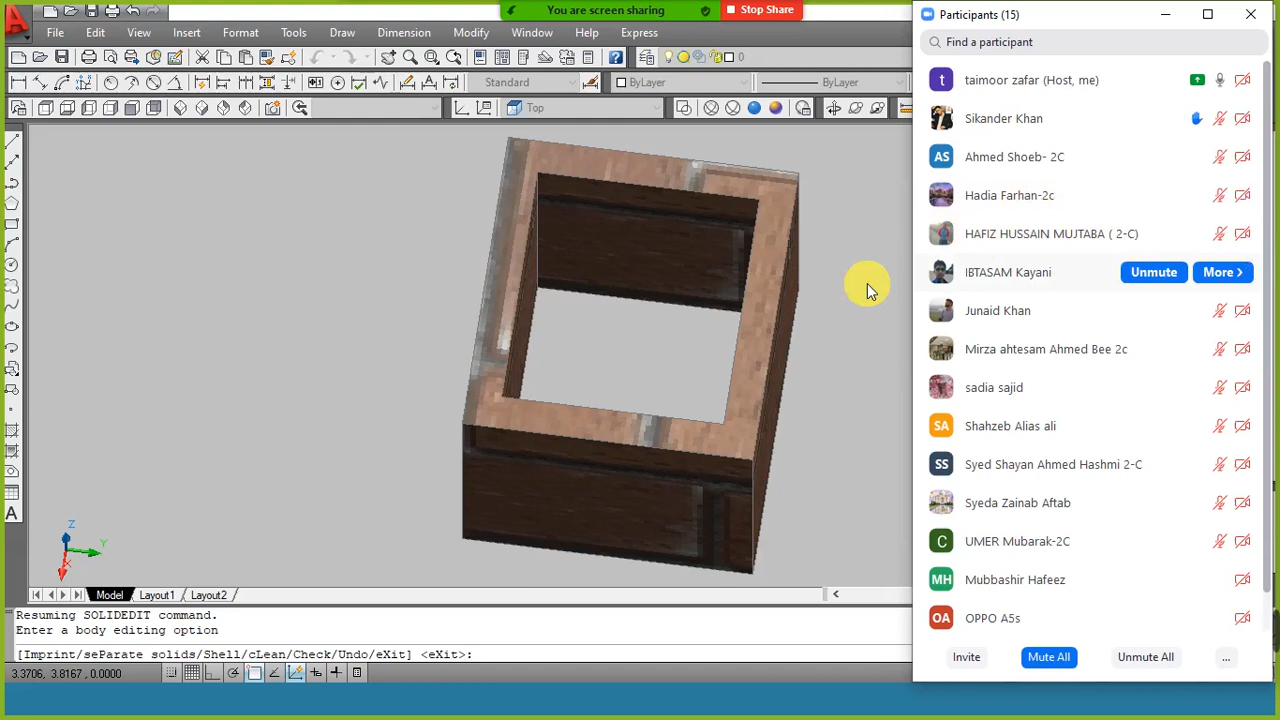 You are screen sharing
Stop Share
File Edit View Insert Format Tools Draw Dimension Modify Window Help Express
Standard ByLayer ByLayer
Top
Z
Y
X
Model Layout1 Layout2
Resuming SOLIDEDIT command.
Enter a body editing option
[Imprint/seParate solids/Shell/cLean/Check/Undo/eXit] <eXit>:
3.3706, 3.8167 , 0.0000
Participants (15)
Find a participant
t taimoor zafar (Host, me)
Sikander Khan
AS Ahmed Shoeb- 2C
Hadia Farhan-2c
HAFIZ HUSSAIN MUJTABA ( 2-C)
IBTASAM Kayani Unmute More >
Junaid Khan
Mirza ahtesam Ahmed Bee 2c
sadia sajid
SA Shahzeb Alias ali
SS Syed Shayan Ahmed Hashmi 2-C
Syeda Zainab Aftab
C UMER Mubarak-2C
MH Mubbashir Hafeez
OA OPPO A5s
Invite Mute All Unmute All ...